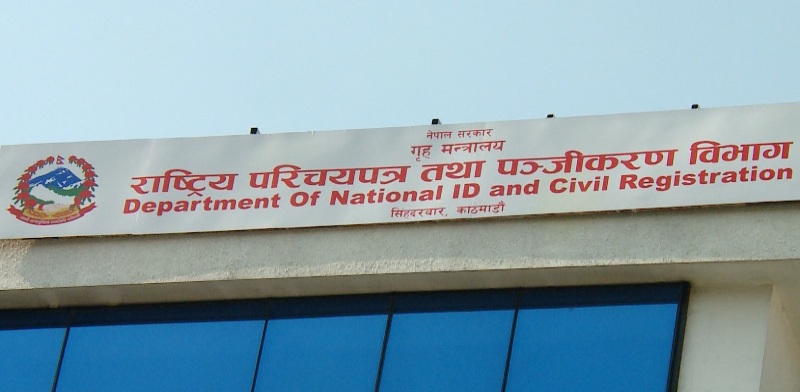 नेपाल सरकार
गृह मन्त्रालय
राष्ट्रिय परिचयपत्र तथा पञ्जीकरण विभाग
Department Of National ID and Civil Registration
सिंहदरबार, काठमाडौं